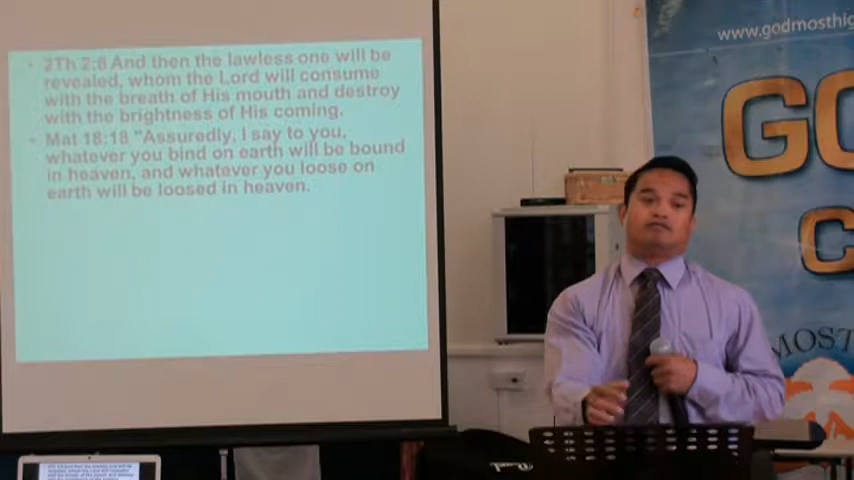 2Th 2:8 And then the lawless one will be
revealed, whom the Lord will consume
with the breath of His mouth and destroy
with the brightness of His coming.
Mat 18:18 "Assuredly, I say to you,
whatever you bind on earth will be bound
in heaven, and whatever you loose on
earth will be loosed in heaven.
www.godmosthig
GO
C
MOST